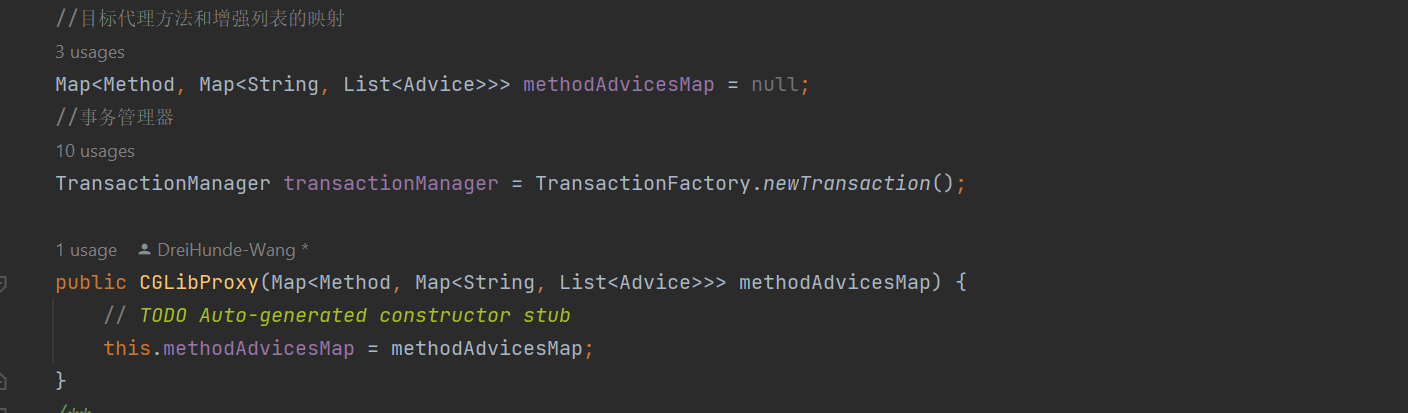 //目标代理方法和增强列表的映射
3 usages
Map<Method, Map<String, List<Advice>>> methodAdvicesMap = null;
//事务管理器
10 usages
TransactionManager transactionManager = TransactionFactory.newTransaction();
1 usage DreiHunde-Wang *
public CGLibProxy(Map<Method, Map<String, List<Advice>>> methodAdvicesMap) {
// TODO Auto-generated constructor stub
this.methodAdvicesMap = methodAdvicesMap;
}
/**